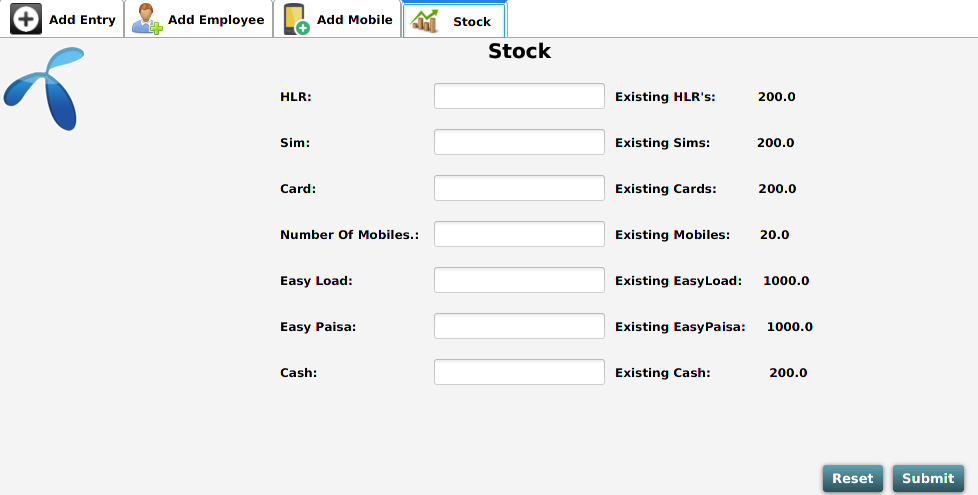 Add Entry Add Employee Add Mobile Stock
Stock
HLR: Existing HLR's: 200.0
Sim: Existing Sims: 200.0
Card: Existing Cards: 200.0
Number Of Mobiles.: Existing Mobiles: 20.0
Easy Load: Existing EasyLoad: 1000.0
Easy Paisa: Existing EasyPaisa: 1000.0
Cash: Existing Cash: 200.0
Reset Submit